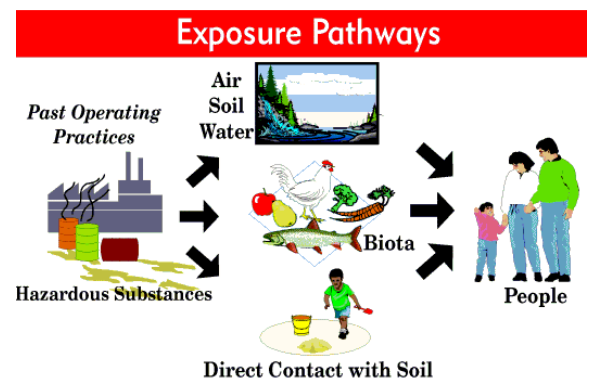 Exposure Pathways
Air
Soil
Water
Past Operating
Practices
Biota
Hazardous Substances
People
Direct Contact with Soil